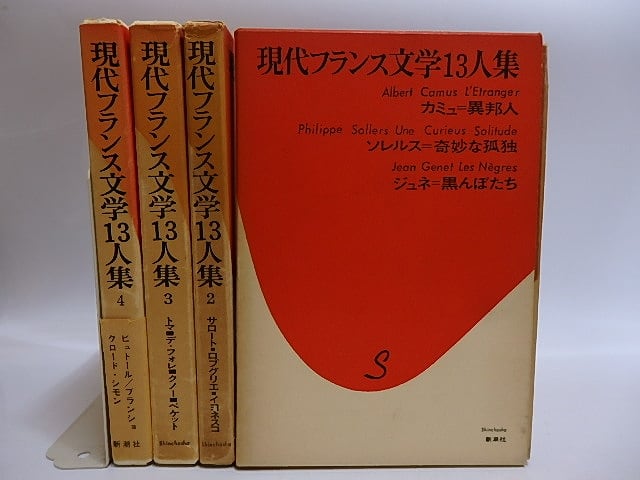 現代フランス文学13人集
4
ビュトール/ブランショ
クロード・シモン
新潮社
現代フランス文学13人集
3
トマ■デ・フォレ■クノー■ベケット
Shinchosha
現代フランス文学13人集
2
サロート■ロブグリエ■イヨネスコ
Shinchosha
現代フランス文学13人集
Albert Camus L'Etranger
カミュ=異邦人
Philippe Sollers Une Curieus Solitude
ソレルス=奇妙な孤独
Jean Genet Les Nègres
ジュネ=黒んぼたち
S
Shinchosha
新潮社